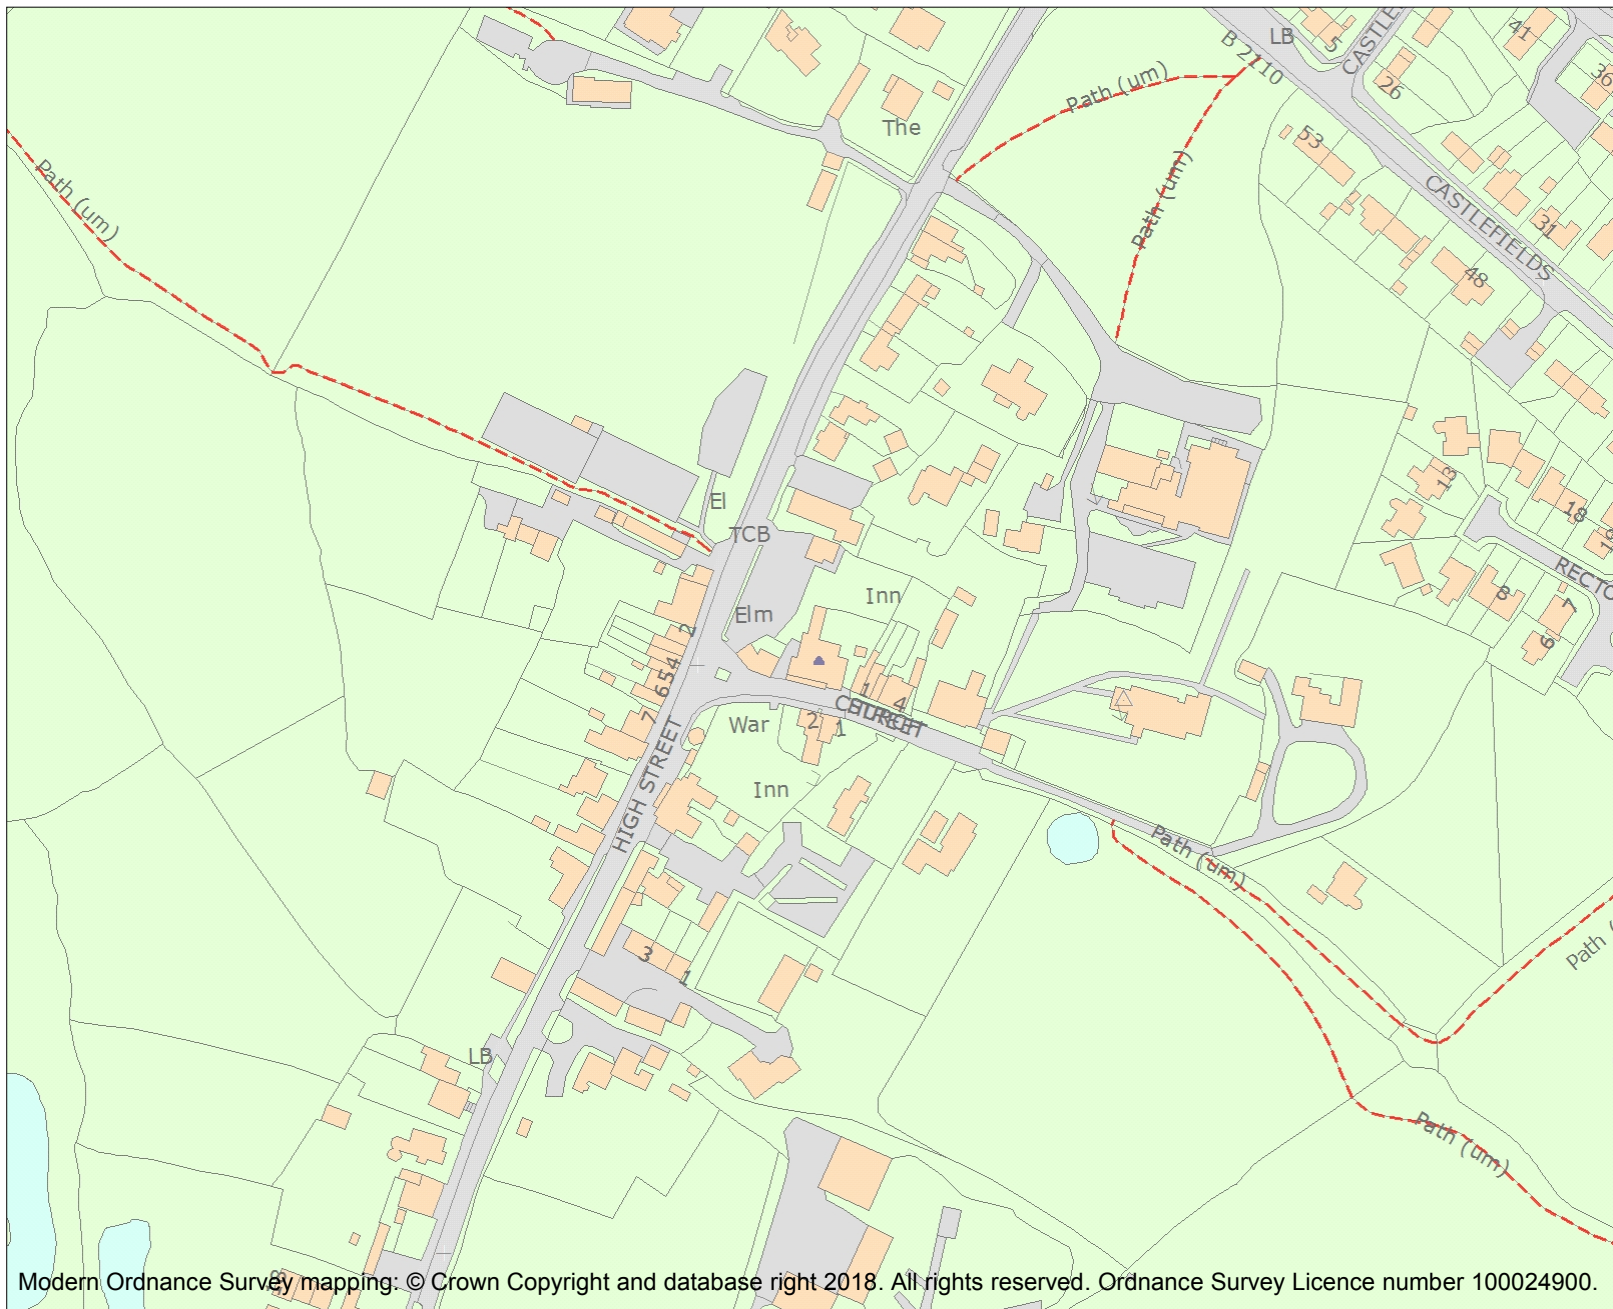 LB
5
CASTLE
41
36
B 2110
26
Path (um)
The
53
Path (um)
Path (um)
CASTLEFIELDS
31
48
13
El
TCB
18
RECTO
Inn
8
7
Elm
2
6
4
5
6
1
4
7
War
2
1
HIGH STREET
Inn
Path (um)
3
1
Path
LB
Path (um)
Modern Ordnance Survey mapping: © Crown Copyright and database right 2018. All rights reserved. Ordnance Survey Licence number 100024900.